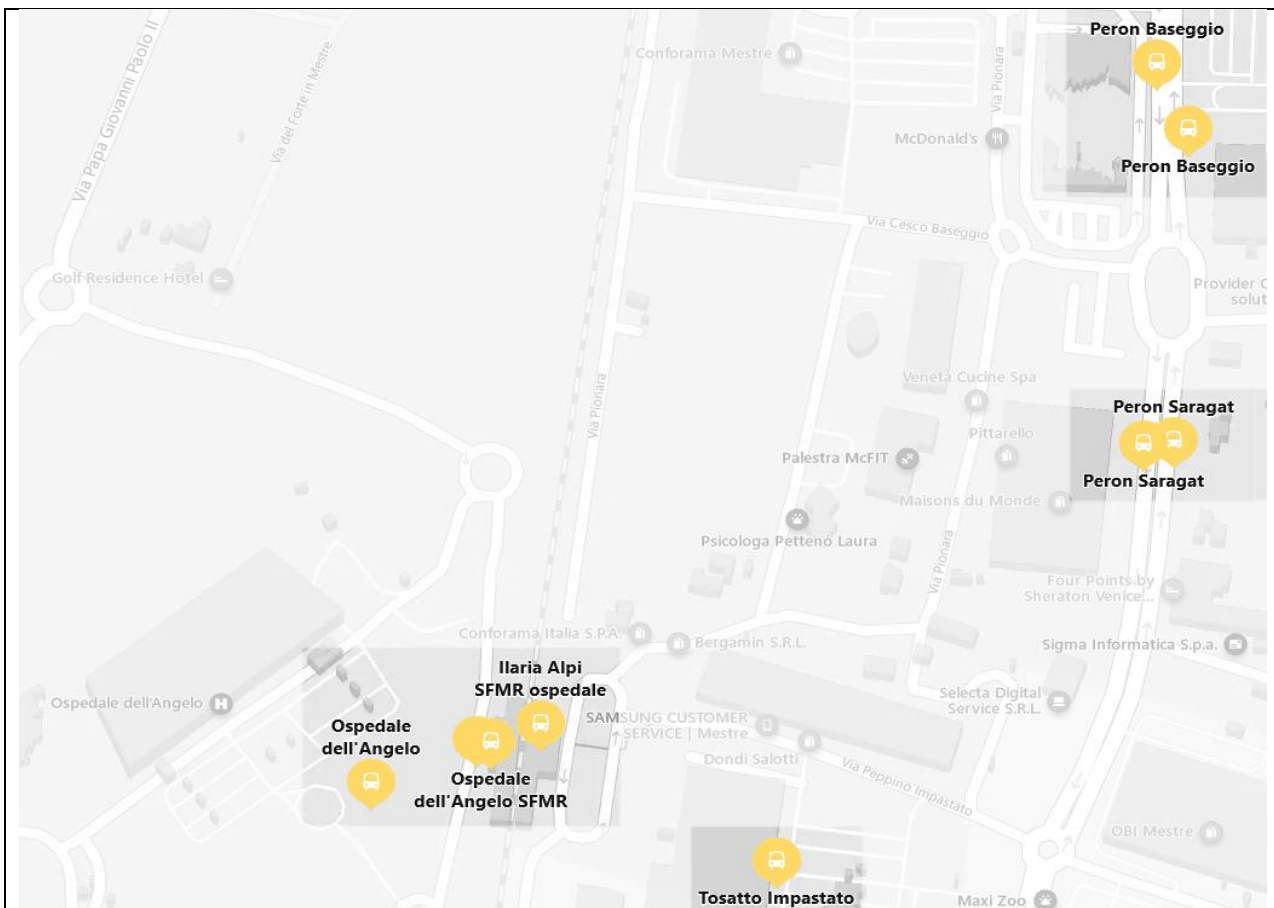 Peron Baseggio
Conforama Mestre
Via Papa Giovanni Paolo II
Via del Forte in Mestre
Via Pionara
McDonald's
Peron Baseggio
Via Cesco Baseggio
Golf Residence Hotel
Provider C
solut
Via Pionara
Veneta Cucine Spa
Peron Saragat
Pittarello
Palestra McFIT
Peron Saragat
Maisons du Monde
Psicologa Pettenò Laura
Via Pionara
Four Points by
Sheraton Venice...
Conforama Italia S.P.A.
Bergamin S.R.L.
Sigma Informatica S.p.a.
Ilaria Alpi
SFMR ospedale
Ospedale dell'Angelo
H
Selecta Digital
Service S.R.L.
SAMSUNG CUSTOMER
SERVICE | Mestre
Ospedale
dell'Angelo
Dondi Salotti
Via Peppino impastato
Ospedale
dell'Angelo SFMR
OBI Mestre
Tosatto Impastato
Maxi Zoo